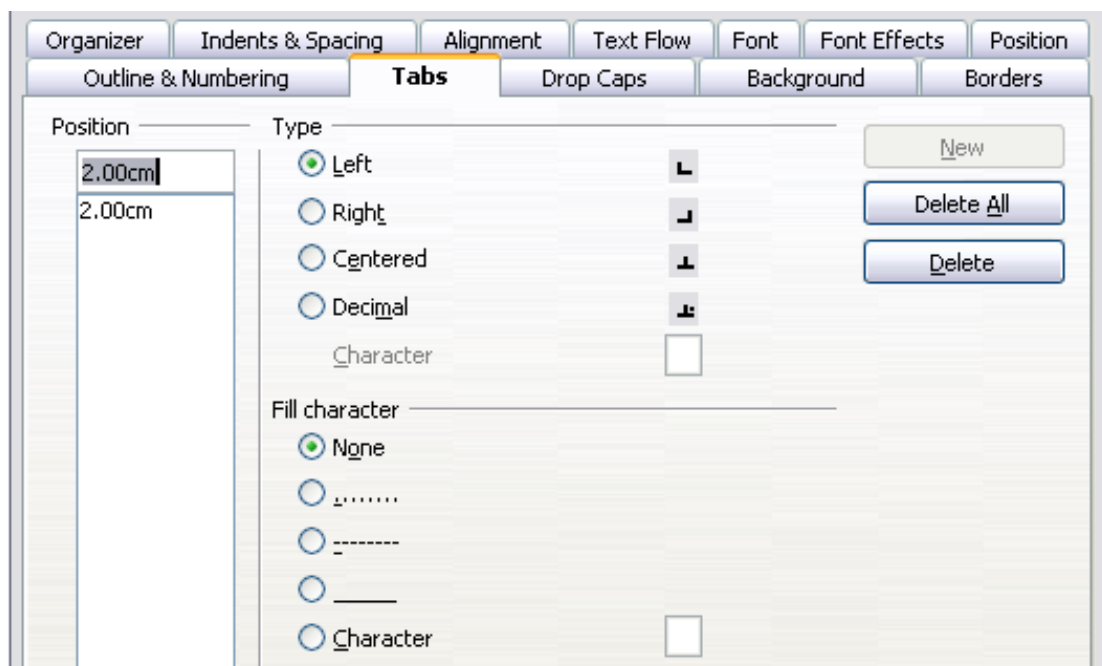 Organizer Indents & Spacing Alignment Text Flow Font Font Effects Position
Outline & Numbering Tabs Drop Caps Background Borders
Position Type
2.00cm Left New
2.00cm Right Delete All
Centered Delete
Decimal
Character
Fill character
None
.........
--------
_____
Character